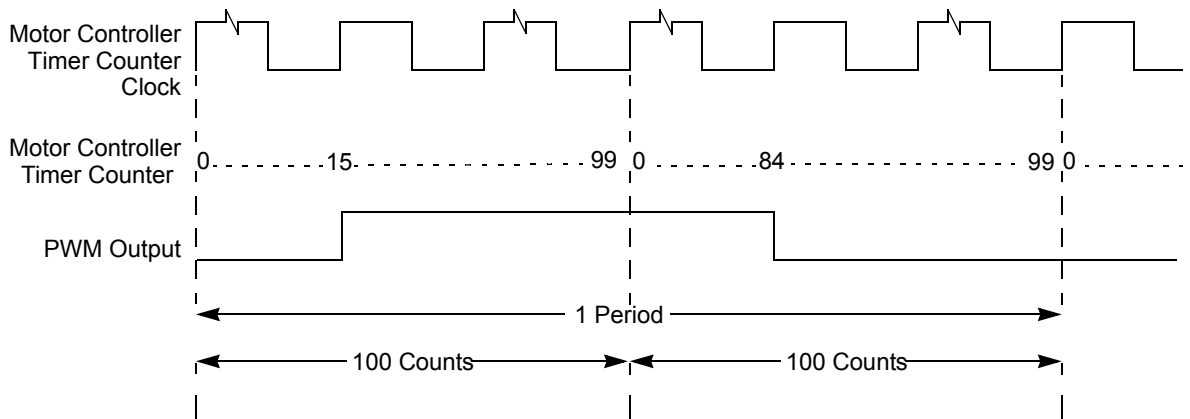 Motor Controller
Timer Counter
Clock
Motor Controller
Timer Counter
0 15 99 0 84 99 0
PWM Output
1 Period
100 Counts 100 Counts